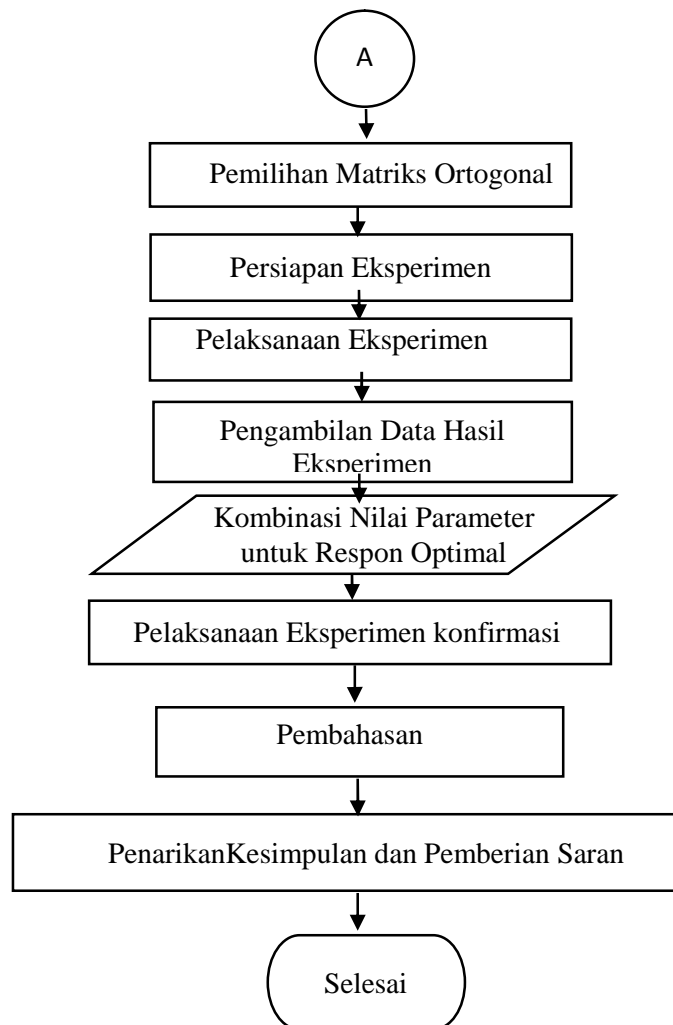 A
Pemilihan Matriks Ortogonal
Persiapan Eksperimen
Pelaksanaan Eksperimen
Pengambilan Data Hasil
Eksperimen
Kombinasi Nilai Parameter
untuk Respon Optimal
Pelaksanaan Eksperimen konfirmasi
Pembahasan
PenarikanKesimpulan dan Pemberian Saran
Selesai